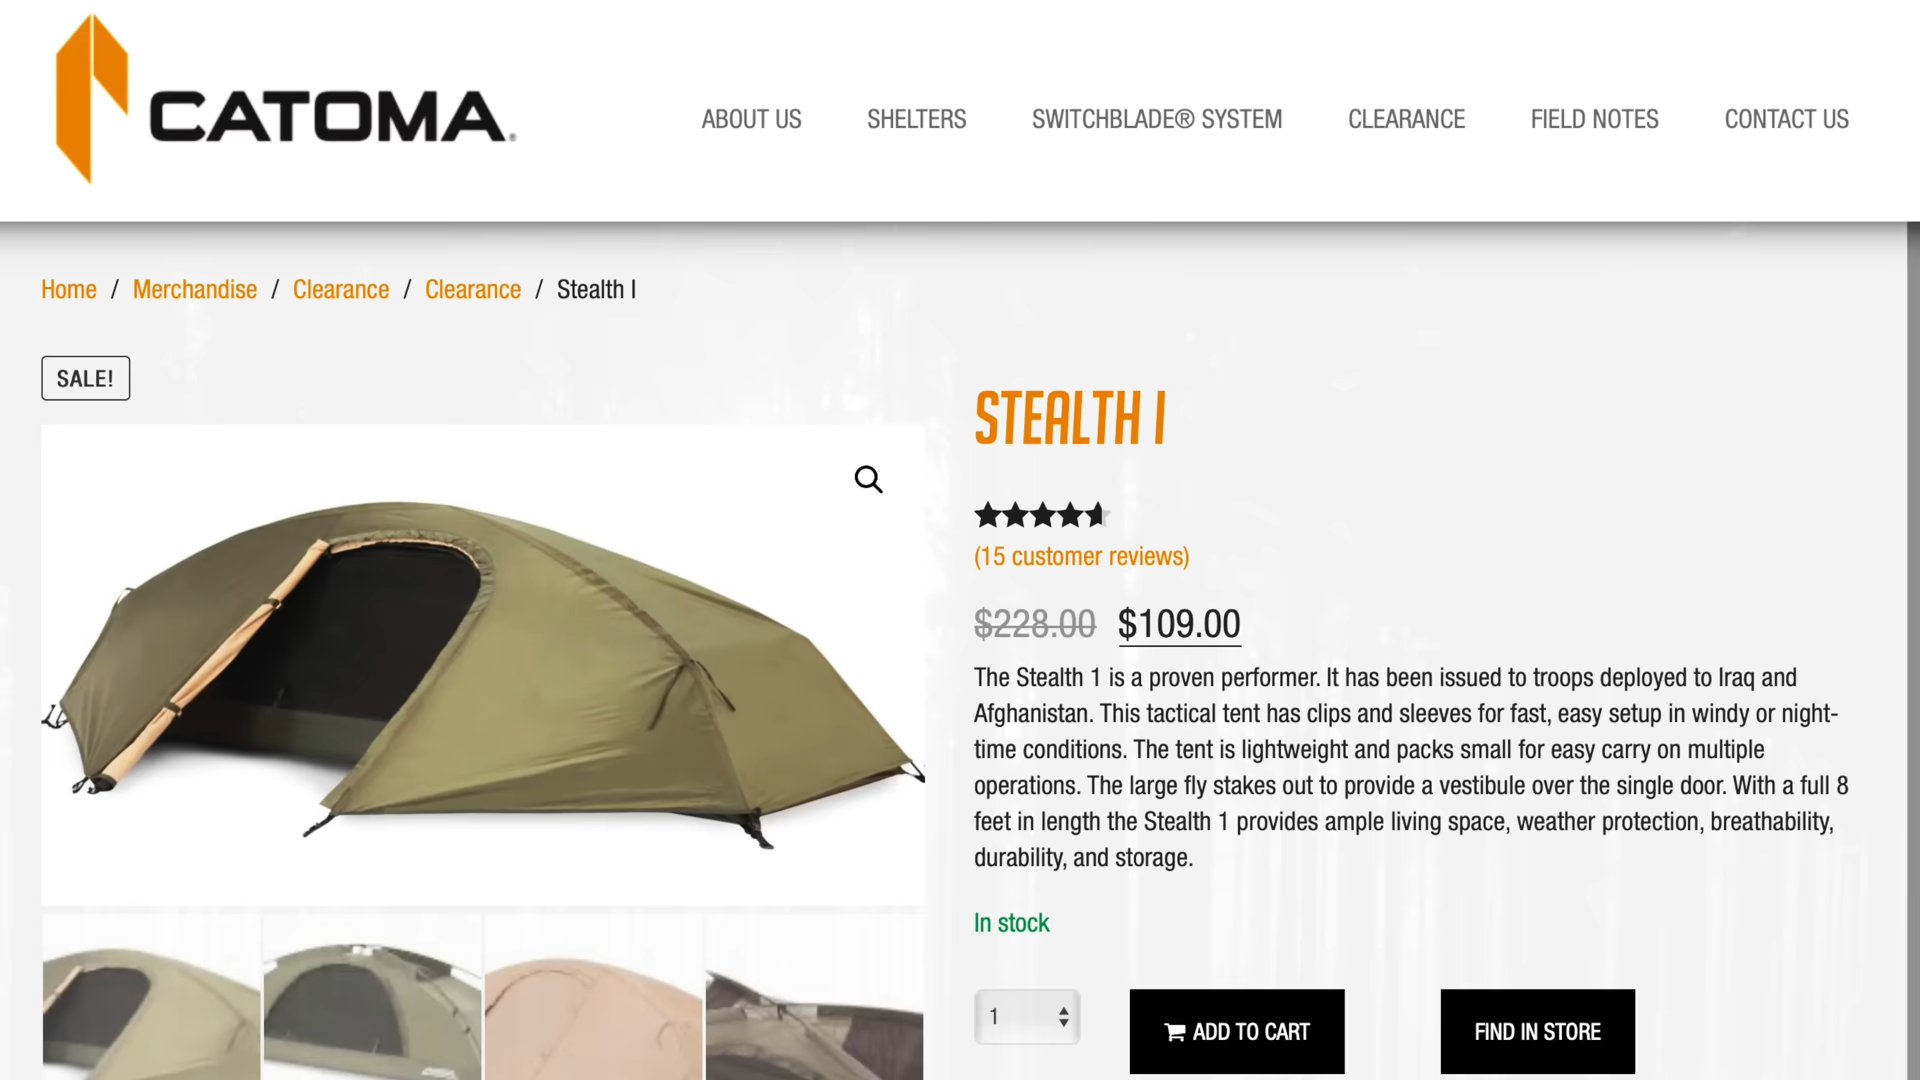 CATOMA.
ABOUT US
SHELTERS
SWITCHBLADE® SYSTEM
CLEARANCE
FIELD NOTES
CONTACT US
Home / Merchandise / Clearance / Clearance / Stealth I
SALE!
STEALTH I
(15 customer reviews)
$228.00 $109.00
The Stealth 1 is a proven performer. It has been issued to troops deployed to Iraq and
Afghanistan. This tactical tent has clips and sleeves for fast, easy setup in windy or night-
time conditions. The tent is lightweight and packs small for easy carry on multiple
operations. The large fly stakes out to provide a vestibule over the single door. With a full 8
feet in length the Stealth 1 provides ample living space, weather protection, breathability,
durability, and storage.
In stock
1
ADD TO CART
FIND IN STORE